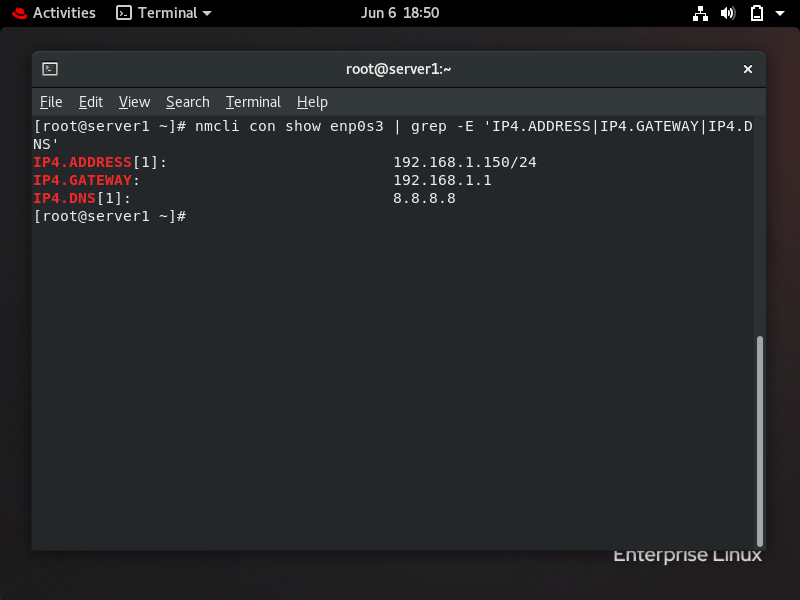 Activities Terminal Jun 6 18:50
root@server1:~
File Edit View Search Terminal Help
[root@server1 ~]# nmcli con show enp0s3 | grep -E 'IP4.ADDRESS|IP4.GATEWAY|IP4.D
NS'
IP4.ADDRESS[1]: 192.168.1.150/24
IP4.GATEWAY: 192.168.1.1
IP4.DNS[1]: 8.8.8.8
[root@server1 ~]#
Enterprise Linux